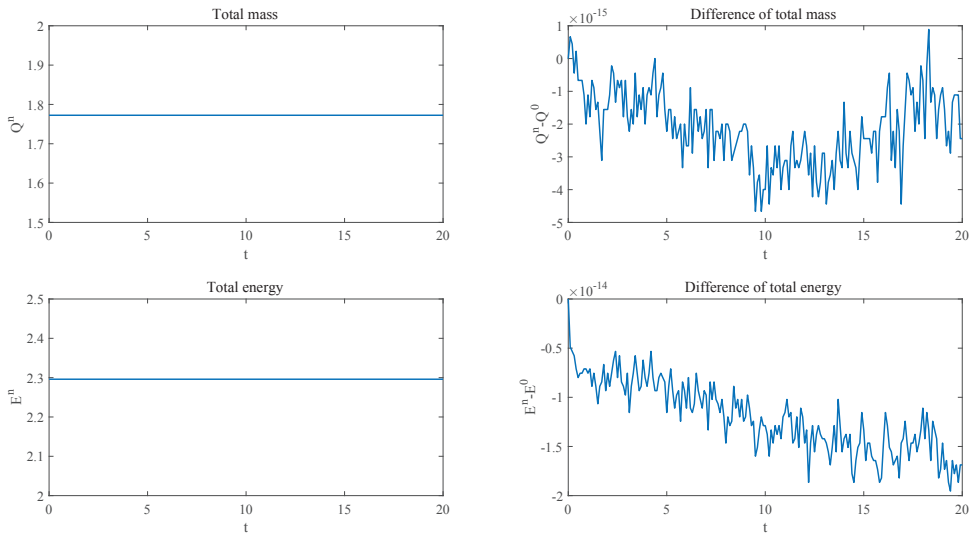 Total mass
2
1.9
1.8
1.7
1.6
1.5
Q^n
0 5 10 15 20
t
Difference of total mass
×10^-15
1
0
-1
-2
-3
-4
-5
Q^n-Q^0
0 5 10 15 20
t
Total energy
2.5
2.4
2.3
2.2
2.1
2
E^n
0 5 10 15 20
t
Difference of total energy
×10^-14
0
-0.5
-1
-1.5
-2
E^n-E^0
0 5 10 15 20
t